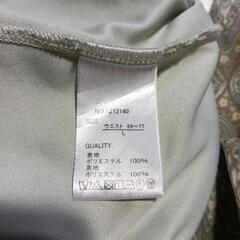 NO. 212140
SIZE
ウエスト 69〜77
L
QUALITY
表地
ポリエステル 100%
裏地
ポリエステル 100%